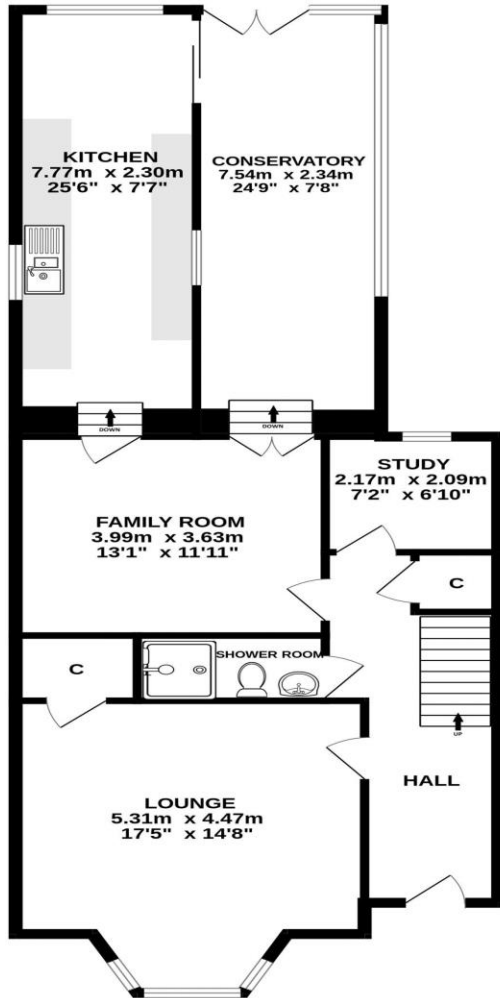 KITCHEN
7.77m x 2.30m
25'6" x 7'7"
CONSERVATORY
7.54m x 2.34m
24'9" x 7'8"
DOWN
DOWN
STUDY
2.17m x 2.09m
7'2" x 6'10"
FAMILY ROOM
3.99m x 3.63m
13'1" x 11'11"
C
SHOWER ROOM
C
UP
HALL
LOUNGE
5.31m x 4.47m
17'5" x 14'8"